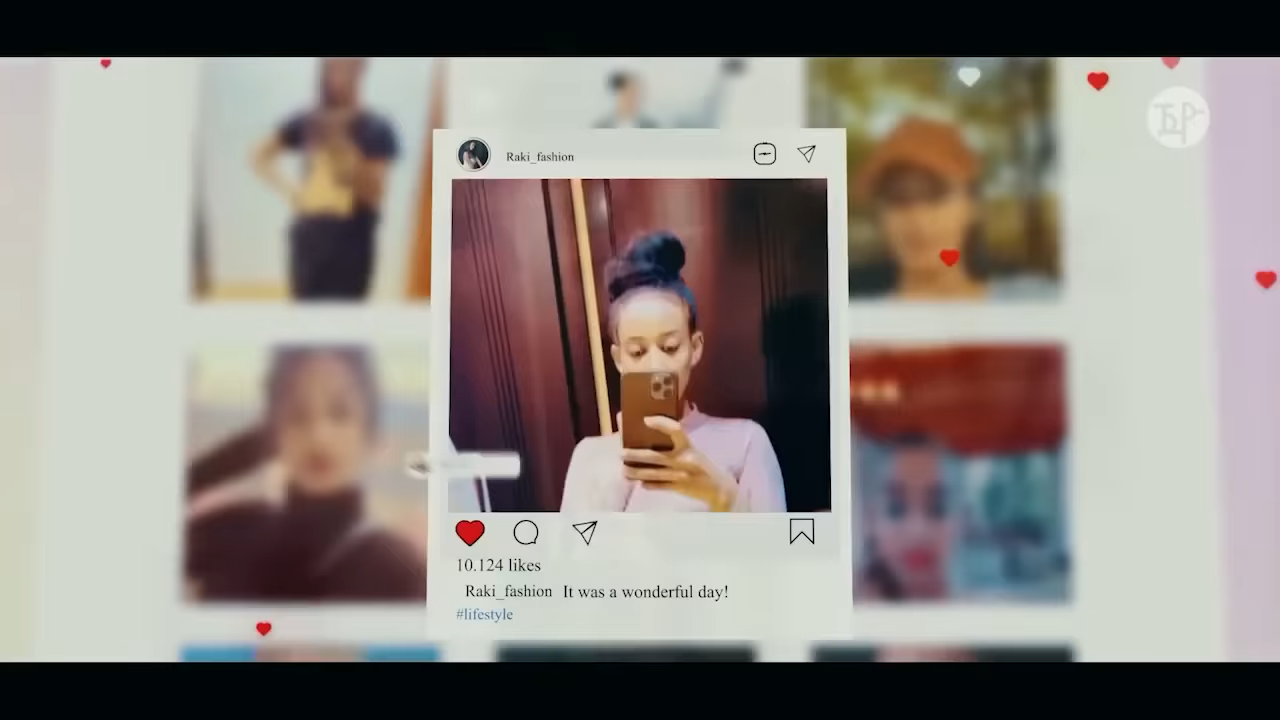 Raki_fashion
10.124 likes
Raki_fashion It was a wonderful day!
#lifestyle